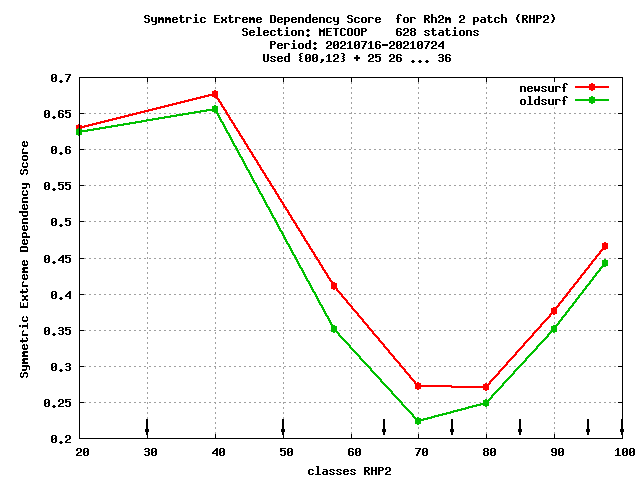 Symmetric Extreme Dependency Score  for Rh2m 2 patch (RHP2)
Selection: METCOOP    628 stations
Period: 20210716-20210724
Used {00,12} + 25 26 ... 36
newsurf
oldsurf
0.7
0.65
0.6
0.55
0.5
0.45
0.4
0.35
0.3
0.25
0.2
Symmetric Extreme Dependency Score
20 30 40 50 60 70 80 90 100
classes RHP2